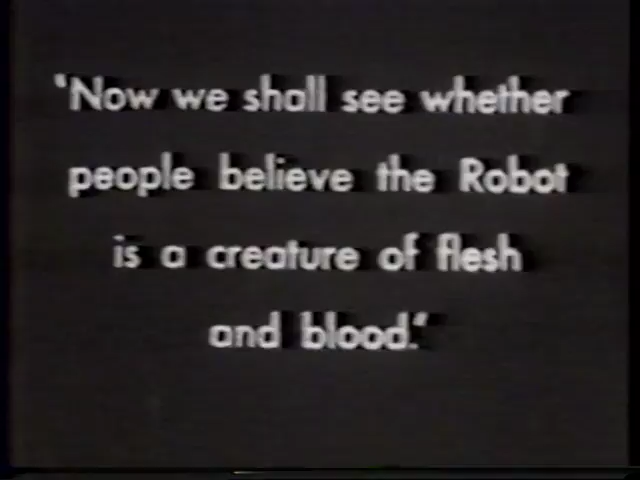 "Now we shall see whether
people believe the Robot
is a creature of flesh
and blood."